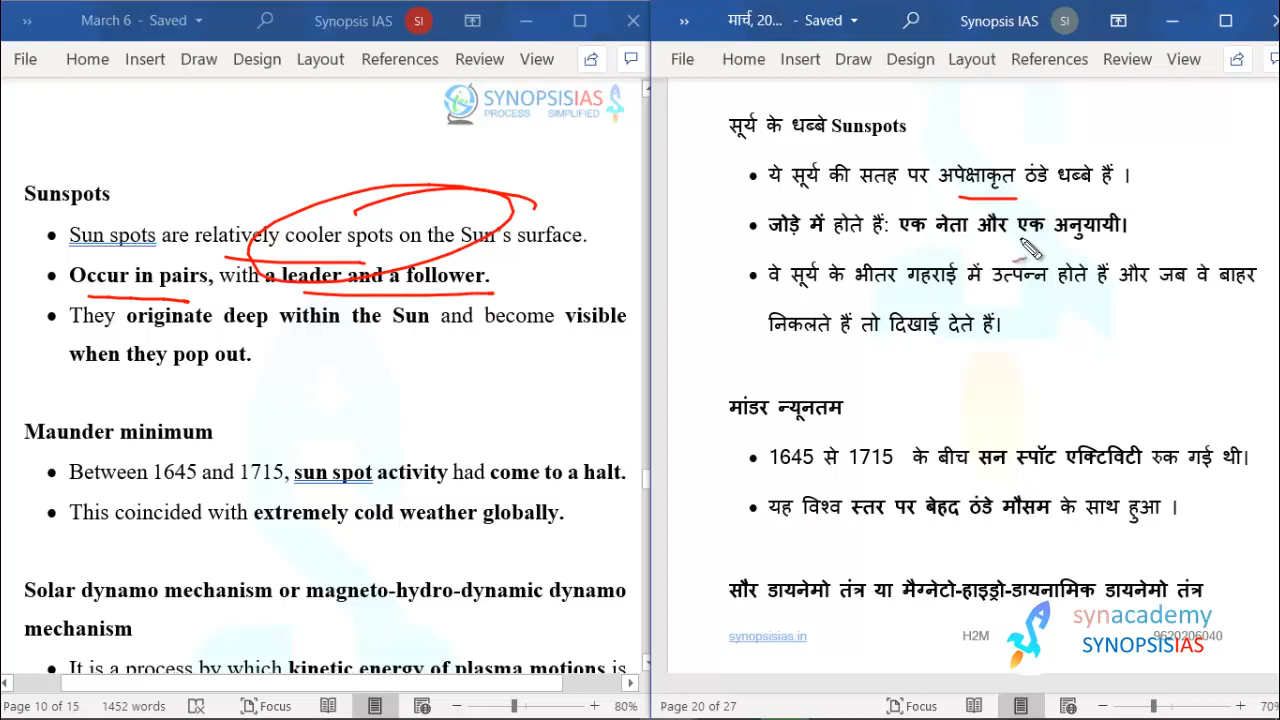 March 6 - Saved
Synopsis IAS
SI
File Home Insert Draw Design Layout References Review View
SYNOPSISIAS
PROCESS SIMPLIFIED
Sunspots
• Sun spots are relatively cooler spots on the Sun's surface.
• Occur in pairs, with a leader and a follower.
• They originate deep within the Sun and become visible
when they pop out.
Maunder minimum
• Between 1645 and 1715, sun spot activity had come to a halt.
• This coincided with extremely cold weather globally.
Solar dynamo mechanism or magneto-hydro-dynamic dynamo
mechanism
• It is a process by which kinetic energy of plasma motions is
Page 10 of 15 1452 words Focus 80%
मार्च, 20... - Saved
Synopsis IAS
SI
File Home Insert Draw Design Layout References Review View
सूर्य के धब्बे Sunspots
• ये सूर्य की सतह पर अपेक्षाकृत ठंडे धब्बे हैं ।
• जोड़े में होते हैं: एक नेता और एक अनुयायी।
• वे सूर्य के भीतर गहराई में उत्पन्न होते हैं और जब वे बाहर
निकलते हैं तो दिखाई देते हैं।
मांडर न्यूनतम
• 1645 से 1715 के बीच सन स्पॉट एक्टिविटी रुक गई थी।
• यह विश्व स्तर पर बेहद ठंडे मौसम के साथ हुआ ।
सौर डायनेमो तंत्र या मैग्नेटो-हाइड्रो-डायनामिक डायनेमो तंत्र
synopsisias.in H2M 9620206040
synacademy
SYNOPSISIAS
Page 20 of 27 Focus 70%